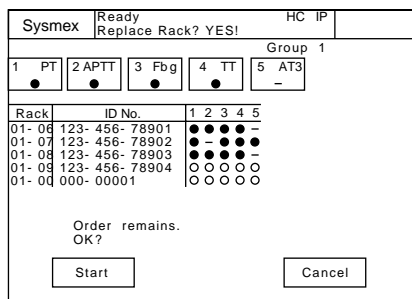 Sysmex Ready HC IP
Replace Rack? YES!
Group 1
1 PT 2 APTT 3 Fbg 4 TT 5 AT3
● ● ● ● –
Rack ID No. 1 2 3 4 5
01- 06 123- 456- 78901 ● ● ● ● –
01- 07 123- 456- 78902 ● – ● ● ●
01- 08 123- 456- 78903 ● ● ● ● –
01- 09 123- 456- 78904 ○ ○ ○ ○ ○
01- 00 000- 00001 ○ ○ ○ ○ ○
Order remains.
OK?
Start Cancel